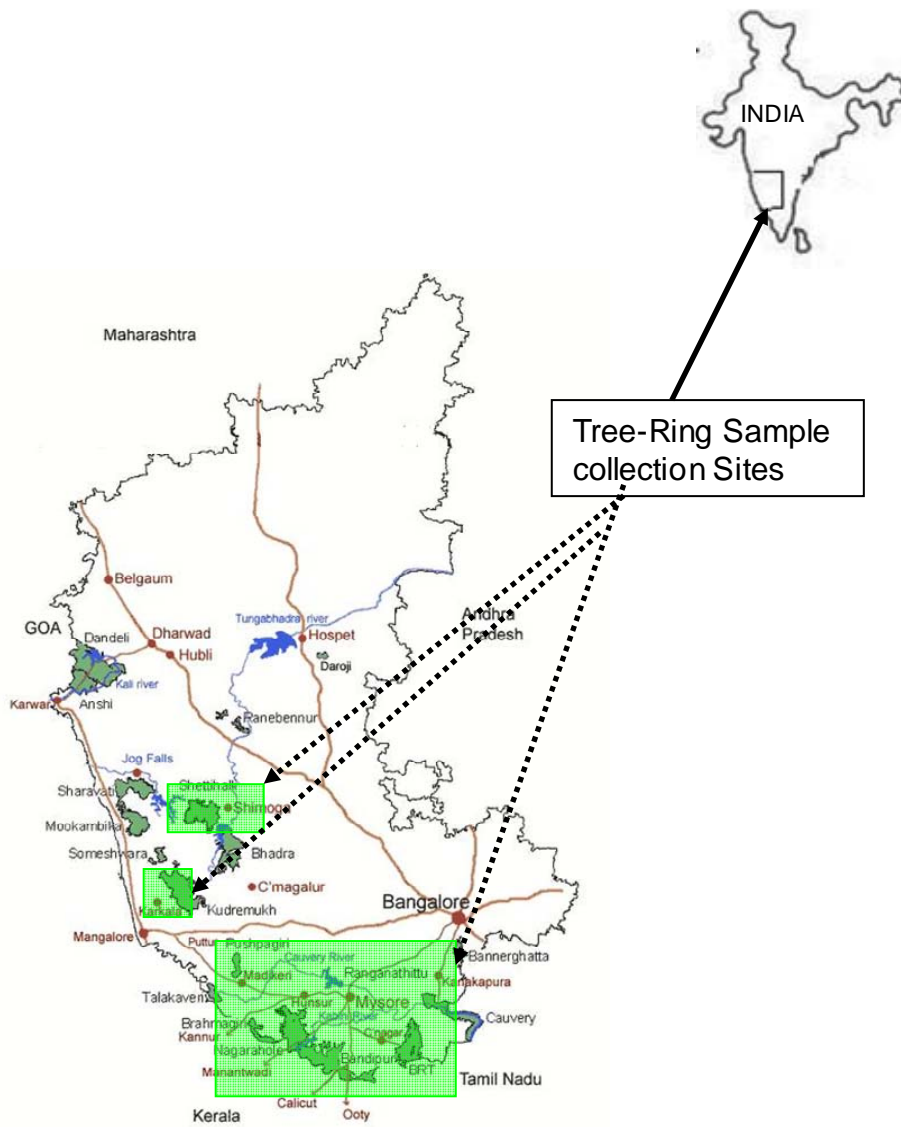 INDIA
Maharashtra
Tree-Ring Sample
collection Sites
Belgaum
GOA
Dandeli
Dharwad
Hubli
Tungabhadra river
Hospet
Andhra
Pradesh
Daroji
Kali river
Karwar
Anshi
Ranebennur
Jog Falls
Sharavati
Shettihalli
Shimoga
Mookambika
Someshwara
Bhadra
C'magalur
Karkala
Kudremukh
Bangalore
Mangalore
Puttur
Pushpagiri
Cauvery River
Bannerghatta
Madikeri
Ranganathittu
Kanakapura
Talakaveri
Hunsur
Mysore
Cauvery
Brahmagiri
Kabini River
Kannur
C'nagar
Nagarahole
Bandipur
Manantwadi
BRT
Tamil Nadu
Calicut
Kerala
Ooty